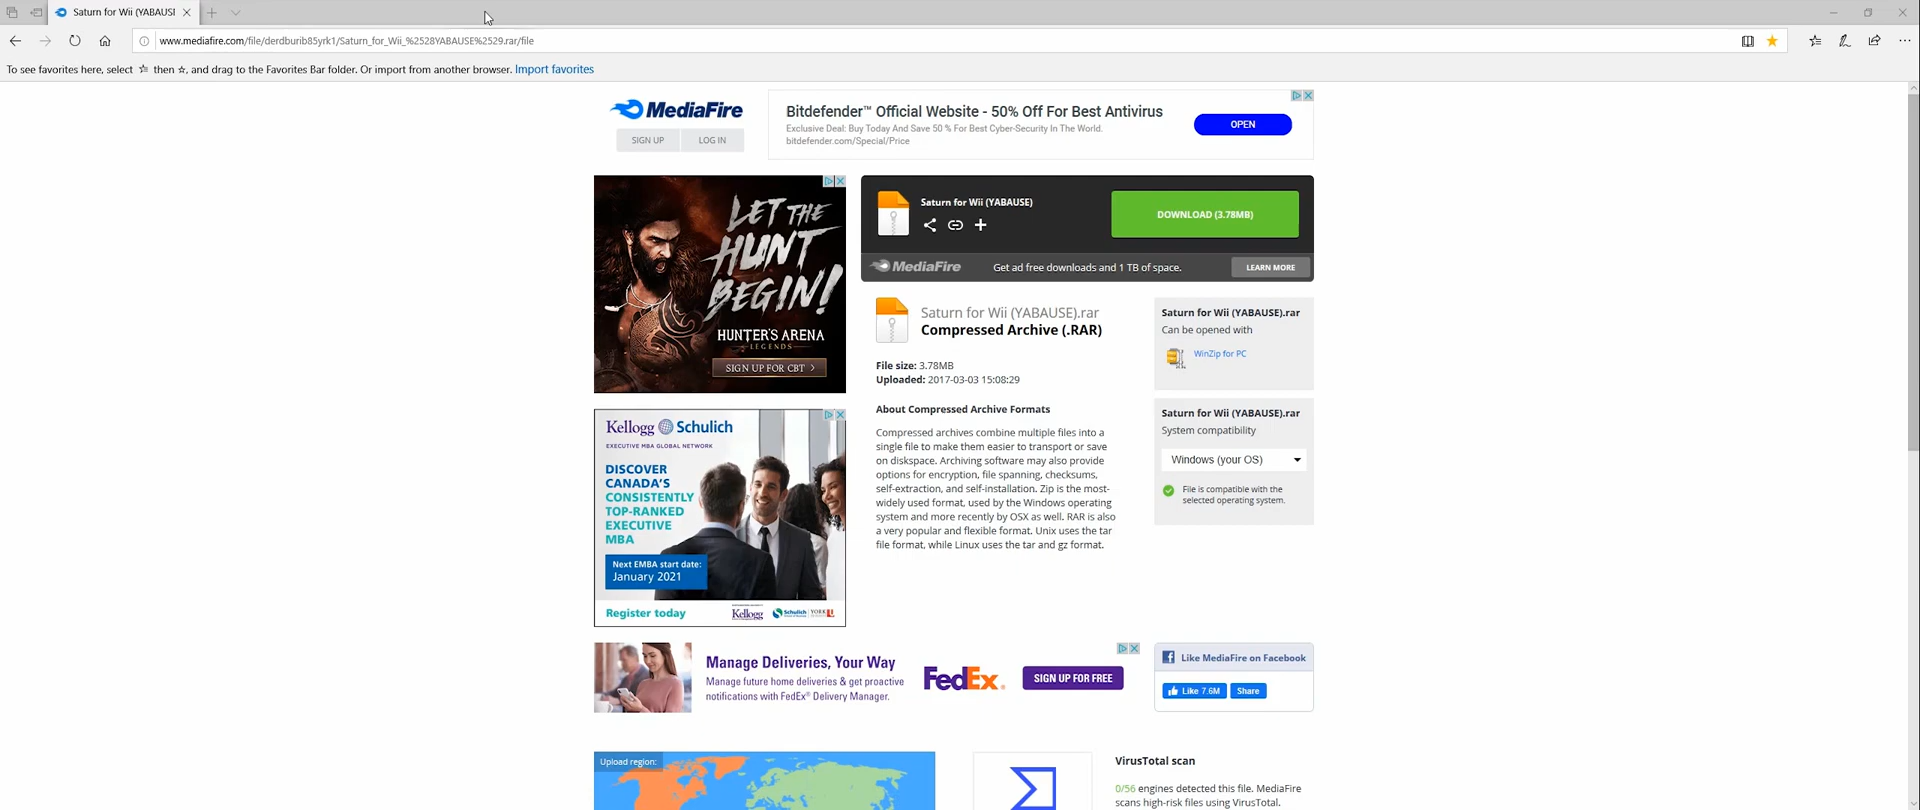 Saturn for Wii (YABAUSE
www.mediafire.com/file/derdburib85yrk1/Saturn_for_Wii_%2528YABAUSE%2529.rar/file
To see favorites here, select then ☆, and drag to the Favorites Bar folder. Or import from another browser. Import favorites
MediaFire
SIGN UP LOG IN
Bitdefender™ Official Website - 50% Off For Best Antivirus
Exclusive Deal: Buy Today And Save 50 % For Best Cyber-Security In The World.
bitdefender.com/Special/Price
OPEN
LET THE
HUNT
BEGIN!
HUNTER'S ARENA
LEGENDS
SIGN UP FOR CBT >
Saturn for Wii (YABAUSE)
DOWNLOAD (3.78MB)
MediaFire Get ad free downloads and 1 TB of space. LEARN MORE
Saturn for Wii (YABAUSE).rar
Compressed Archive (.RAR)
File size: 3.78MB
Uploaded: 2017-03-03 15:08:29
About Compressed Archive Formats
Compressed archives combine multiple files into a
single file to make them easier to transport or save
on diskspace. Archiving software may also provide
options for encryption, file spanning, checksums,
self-extraction, and self-installation. Zip is the most-
widely used format, used by the Windows operating
system and more recently by OSX as well. RAR is also
a very popular and flexible format. Unix uses the tar
file format, while Linux uses the tar and gz format.
Saturn for Wii (YABAUSE).rar
Can be opened with
WinZip for PC
Saturn for Wii (YABAUSE).rar
System compatibility
Windows (your OS)
File is compatible with the
selected operating system.
Kellogg Schulich
EXECUTIVE MBA GLOBAL NETWORK
DISCOVER
CANADA'S
CONSISTENTLY
TOP-RANKED
EXECUTIVE
MBA
Next EMBA start date:
January 2021
Register today
Kellogg
Schulich
YORK U
Manage Deliveries, Your Way
Manage future home deliveries & get proactive
notifications with FedEx® Delivery Manager.
FedEx®
SIGN UP FOR FREE
Like MediaFire on Facebook
Like 7.6M Share
Upload region:
VirusTotal scan
0/56 engines detected this file. MediaFire
scans high-risk files using VirusTotal.